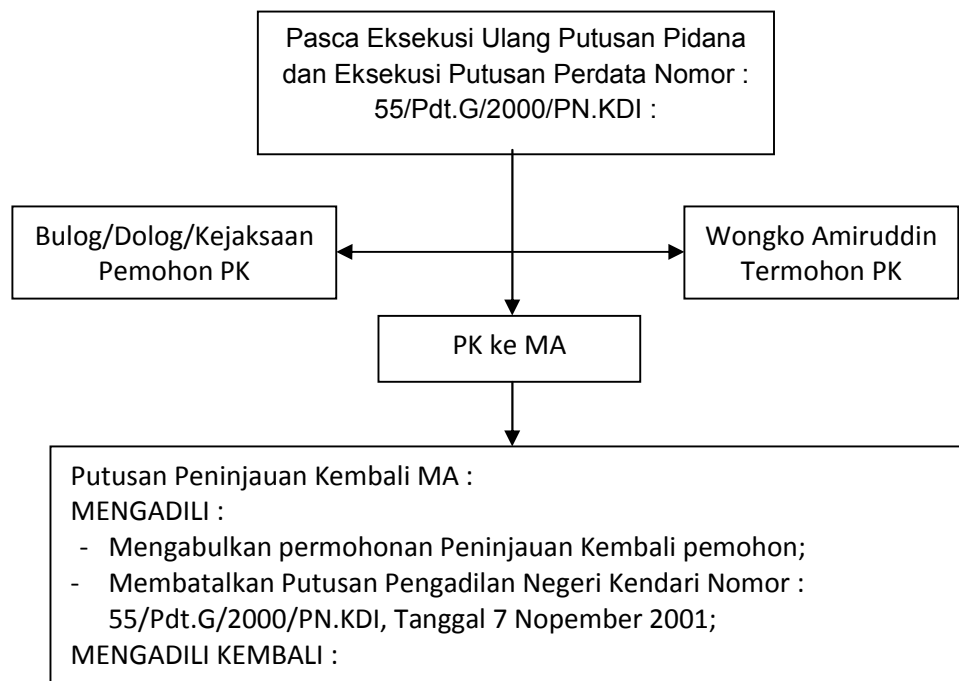 Pasca Eksekusi Ulang Putusan Pidana
dan Eksekusi Putusan Perdata Nomor :
55/Pdt.G/2000/PN.KDI :
Bulog/Dolog/Kejaksaan
Pemohon PK
Wongko Amiruddin
Termohon PK
PK ke MA
Putusan Peninjauan Kembali MA :
MENGADILI :
- Mengabulkan permohonan Peninjauan Kembali pemohon;
- Membatalkan Putusan Pengadilan Negeri Kendari Nomor :
55/Pdt.G/2000/PN.KDI, Tanggal 7 Nopember 2001;
MENGADILI KEMBALI :